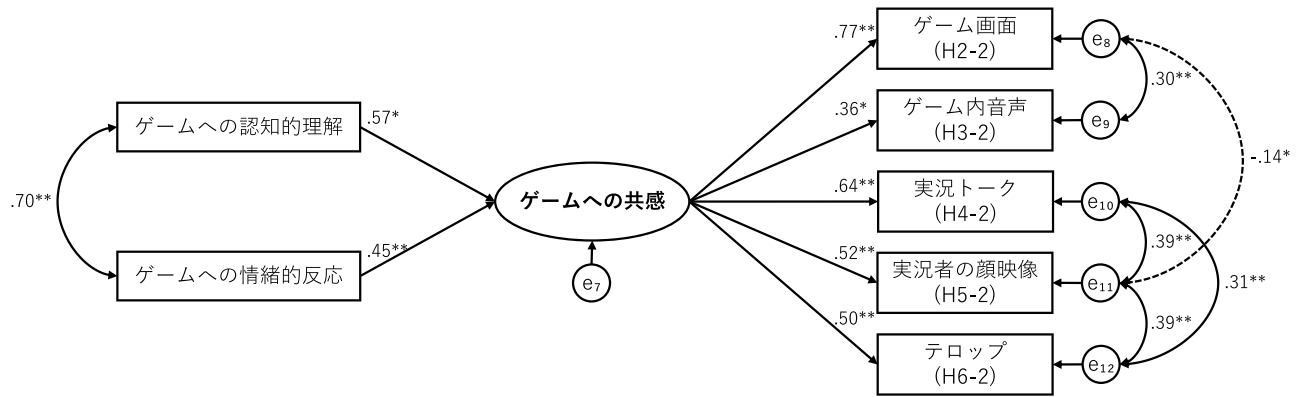 ゲームへの認知的理解
ゲームへの情緒的反応
.70**
.57*
.45**
ゲームへの共感
e₇
.77**
.36*
.64**
.52**
.50**
ゲーム画面
(H2-2)
ゲーム内音声
(H3-2)
実況トーク
(H4-2)
実況者の顔映像
(H5-2)
テロップ
(H6-2)
e₈
e₉
e₁₀
e₁₁
e₁₂
.30**
-.14*
.39**
.31**
.39**